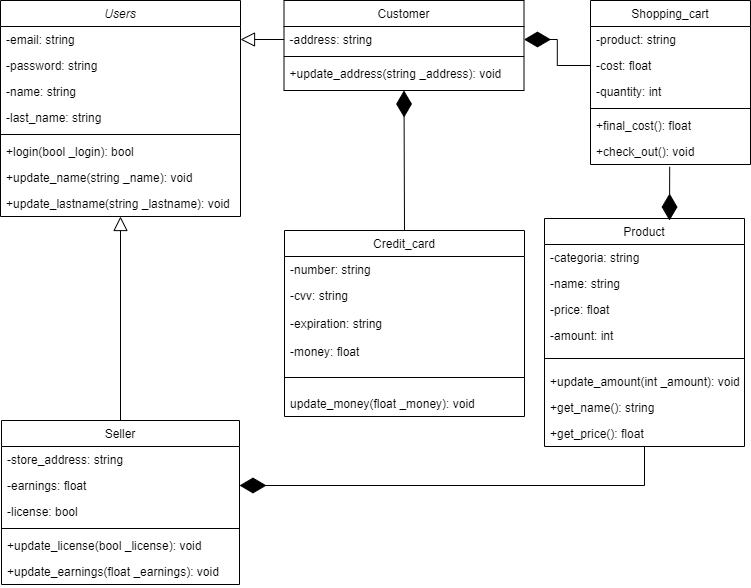 Users
-email: string
-password: string
-name: string
-last_name: string
+login(bool _login): bool
+update_name(string _name): void
+update_lastname(string _lastname): void
Customer
-address: string
+update_address(string _address): void
Shopping_cart
-product: string
-cost: float
-quantity: int
+final_cost(): float
+check_out(): void
Credit_card
-number: string
-cvv: string
-expiration: string
-money: float
update_money(float _money): void
Product
-categoria: string
-name: string
-price: float
-amount: int
+update_amount(int _amount): void
+get_name(): string
+get_price(): float
Seller
-store_address: string
-earnings: float
-license: bool
+update_license(bool _license): void
+update_earnings(float _earnings): void